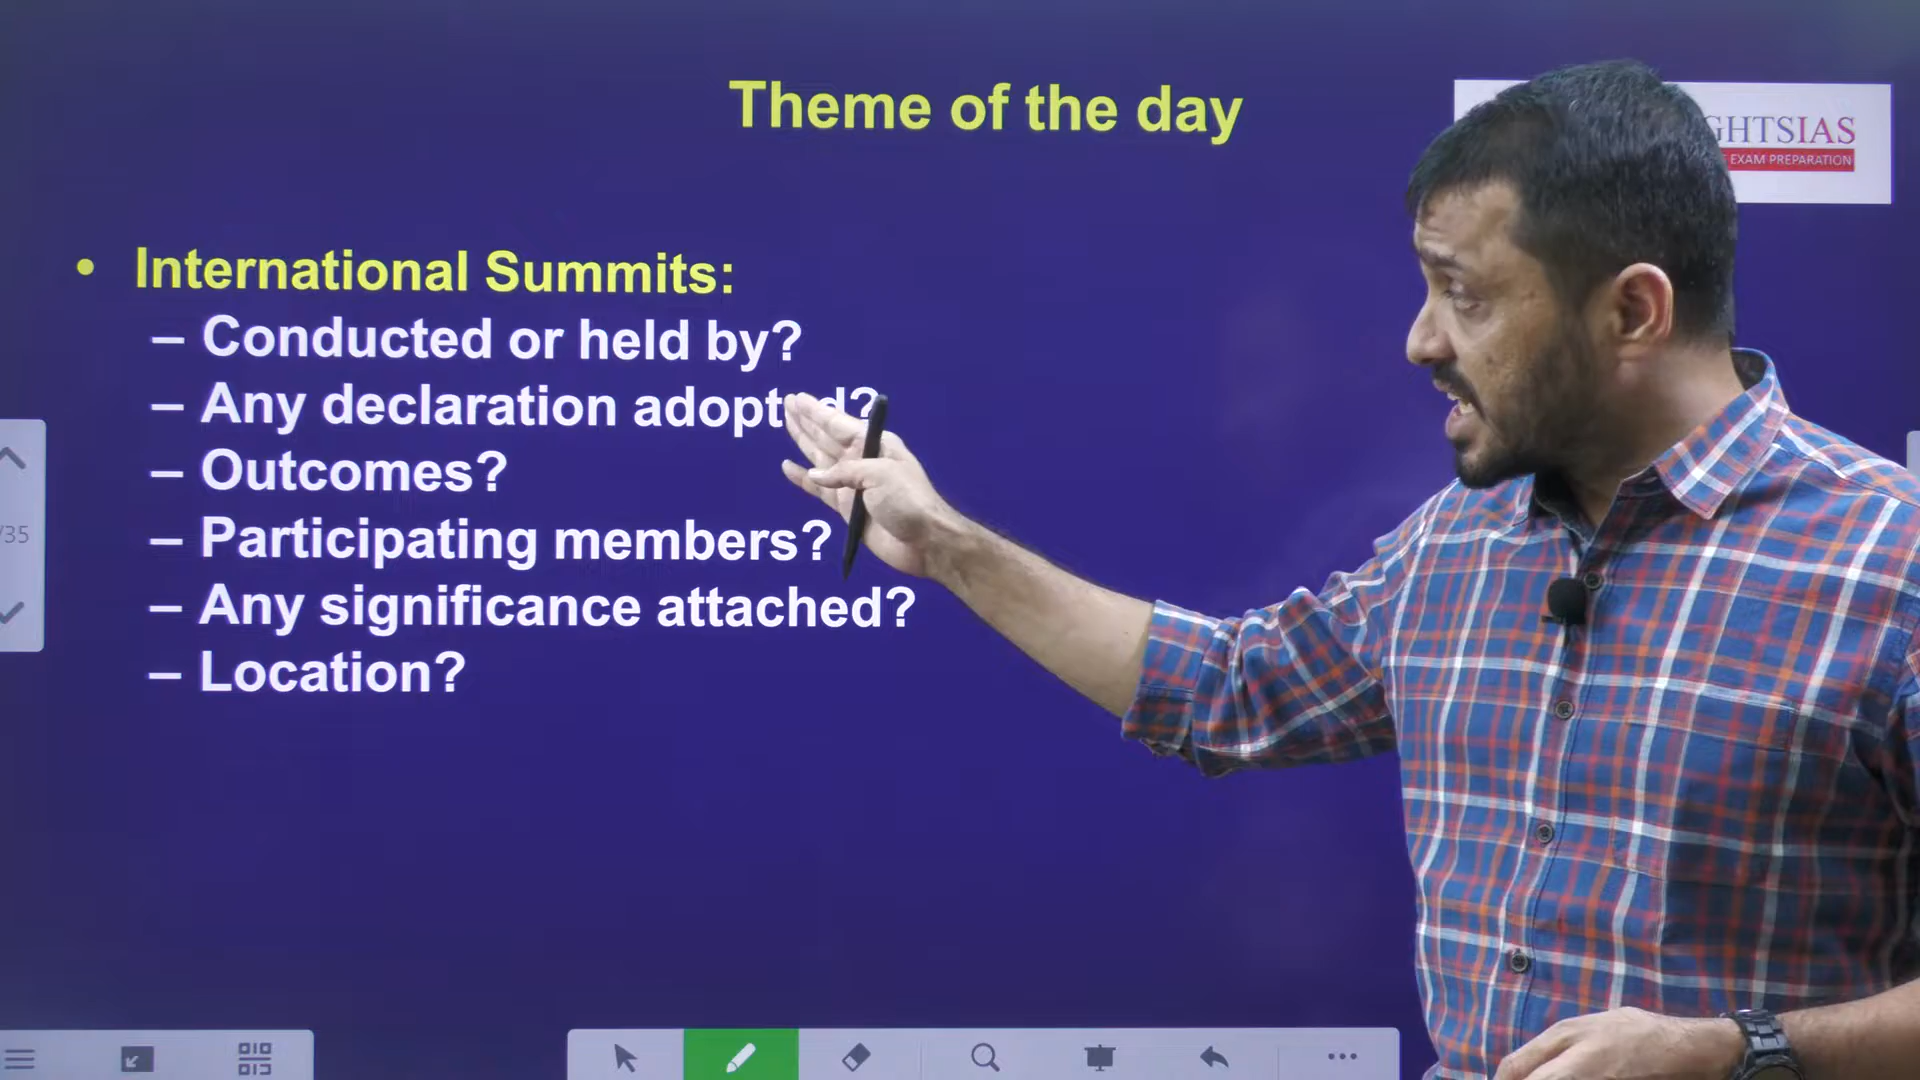 Theme of the day
GHTSIAS
EXAM PREPARATION
• International Summits:
– Conducted or held by?
– Any declaration adopted?
– Outcomes?
– Participating members?
– Any significance attached?
– Location?
/35